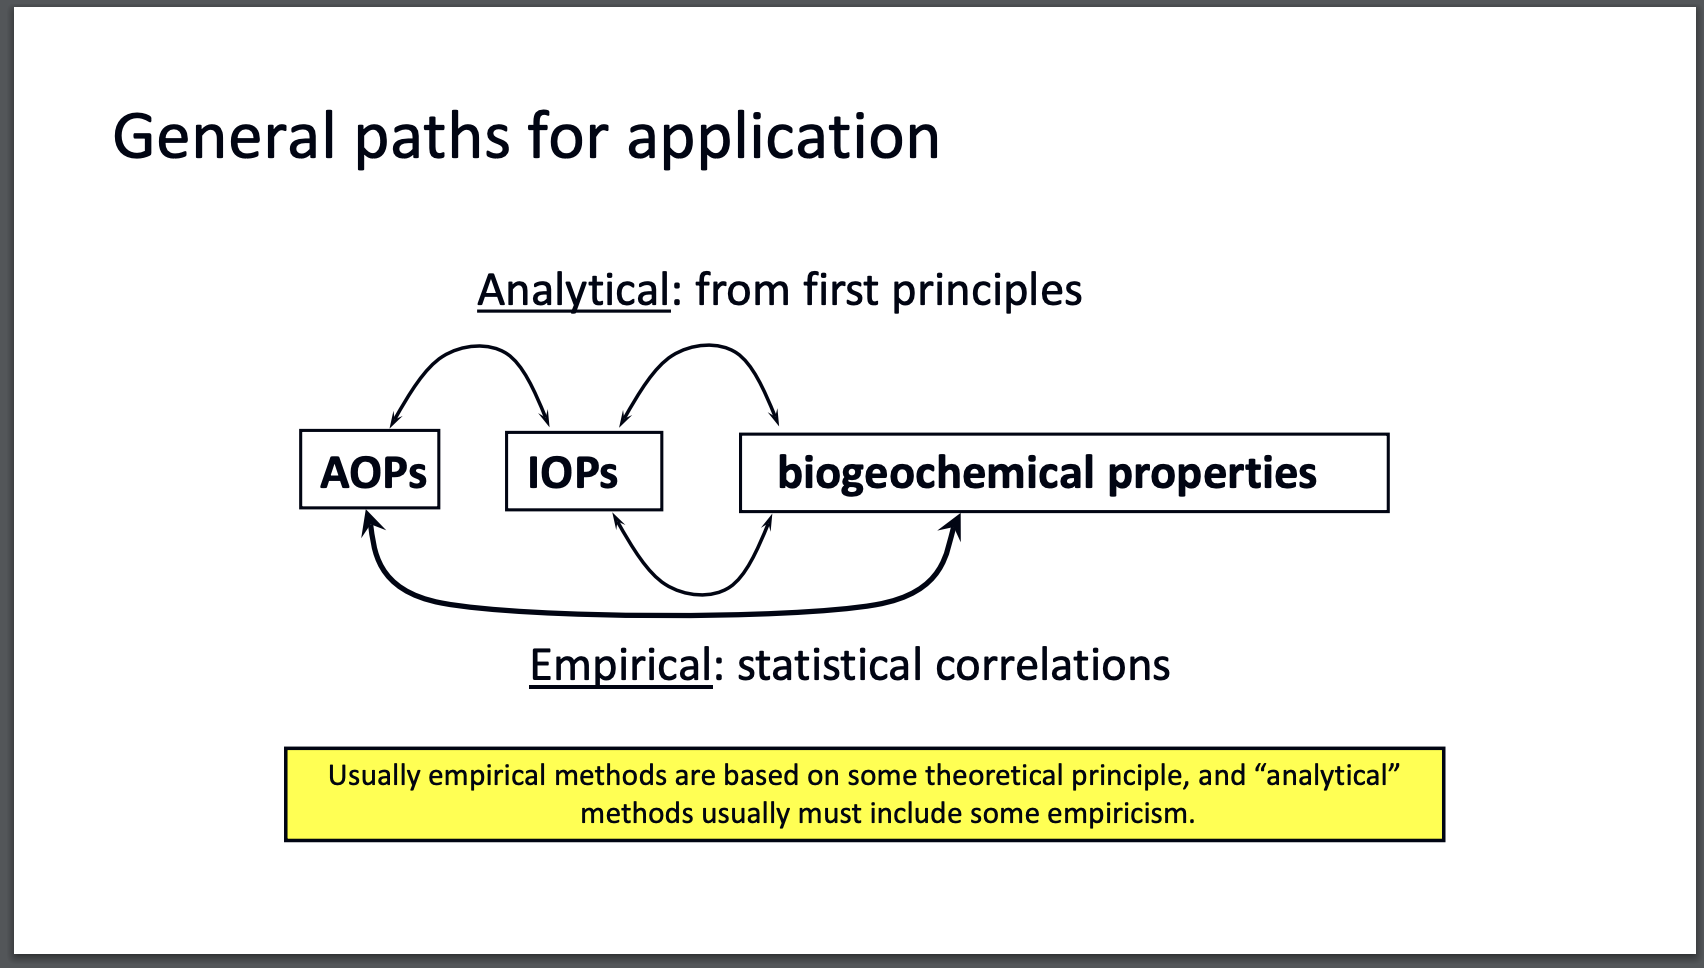 General paths for application
Analytical: from first principles
AOPs
IOPs
biogeochemical properties
Empirical: statistical correlations
Usually empirical methods are based on some theoretical principle, and “analytical”
methods usually must include some empiricism.